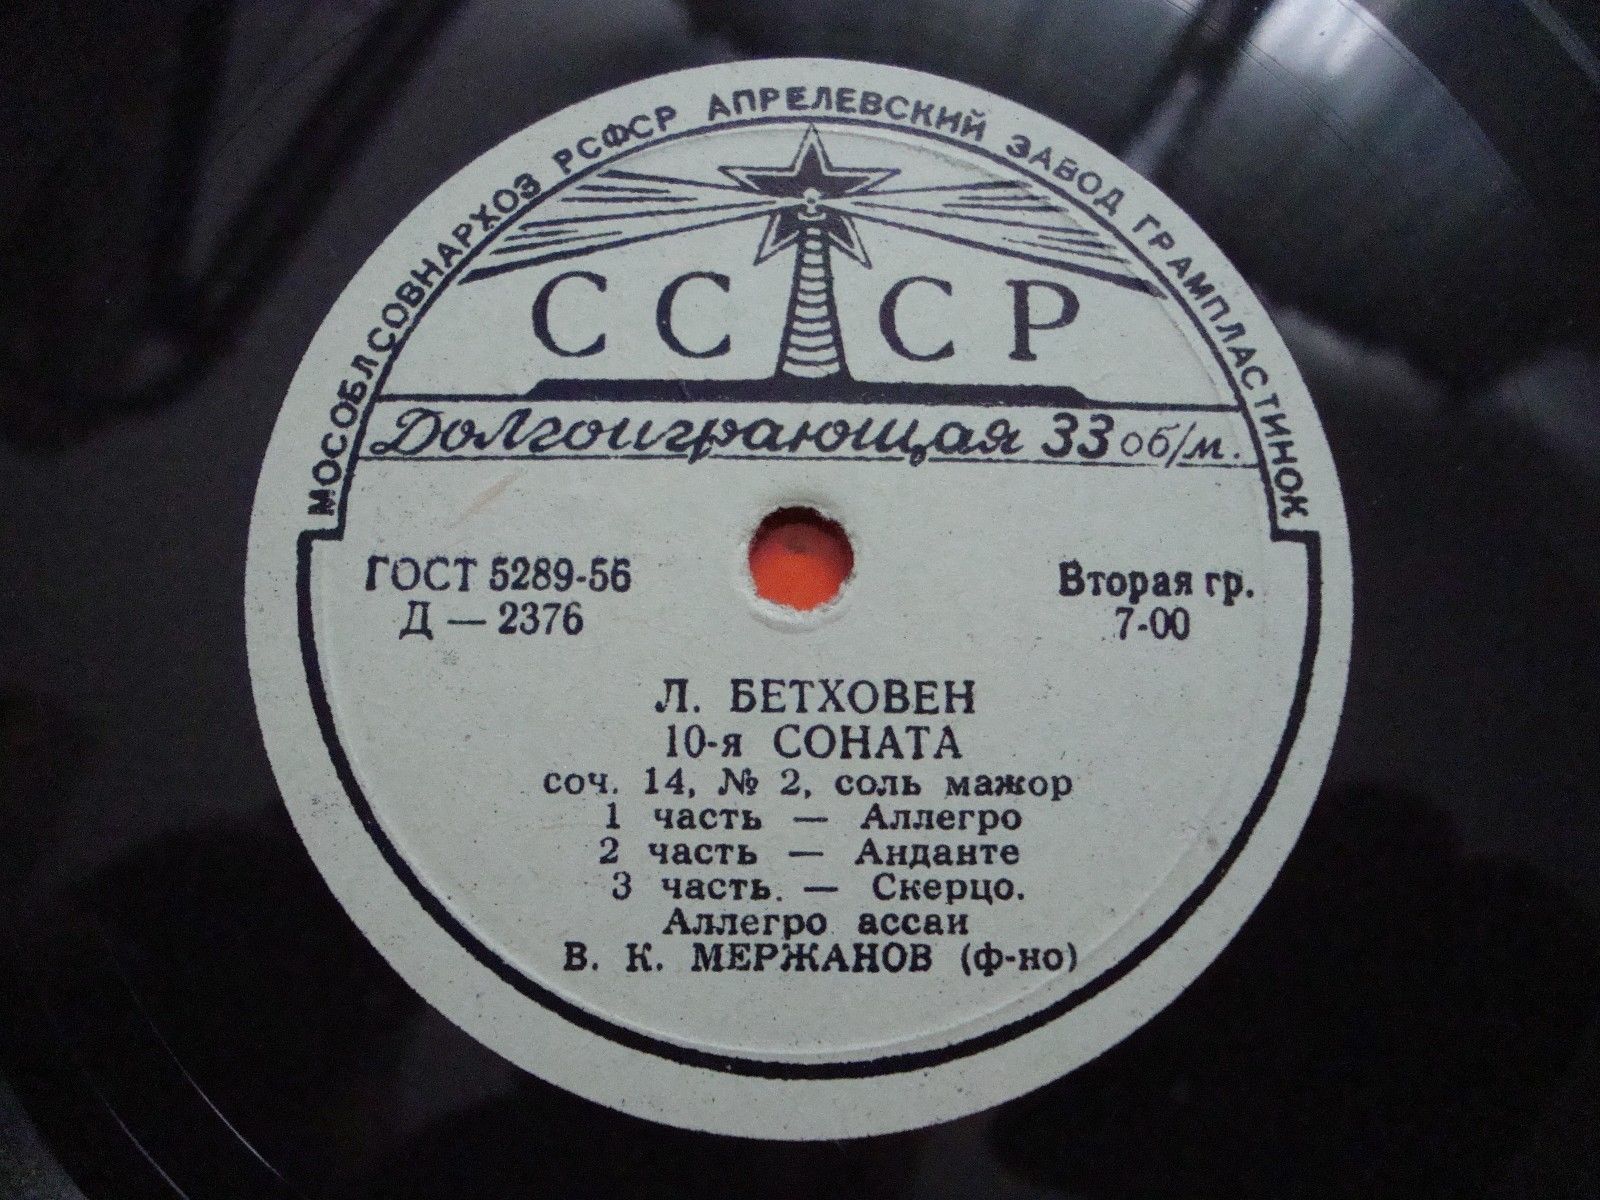 МОСОБЛСОВНАРХОЗ РСФСР АПРЕЛЕВСКИЙ ЗАВОД ГРАМПЛАСТИНОК
СССР
Долгоиграющая 33 об/м.
ГОСТ 5289-56
Д — 2376
Вторая гр.
7-00
Л. БЕТХОВЕН
10-я СОНАТА
соч. 14, № 2, соль мажор
1 часть — Аллегро
2 часть — Анданте
3 часть. — Скерцо.
Аллегро ассаи
В. К. МЕРЖАНОВ (ф-но)